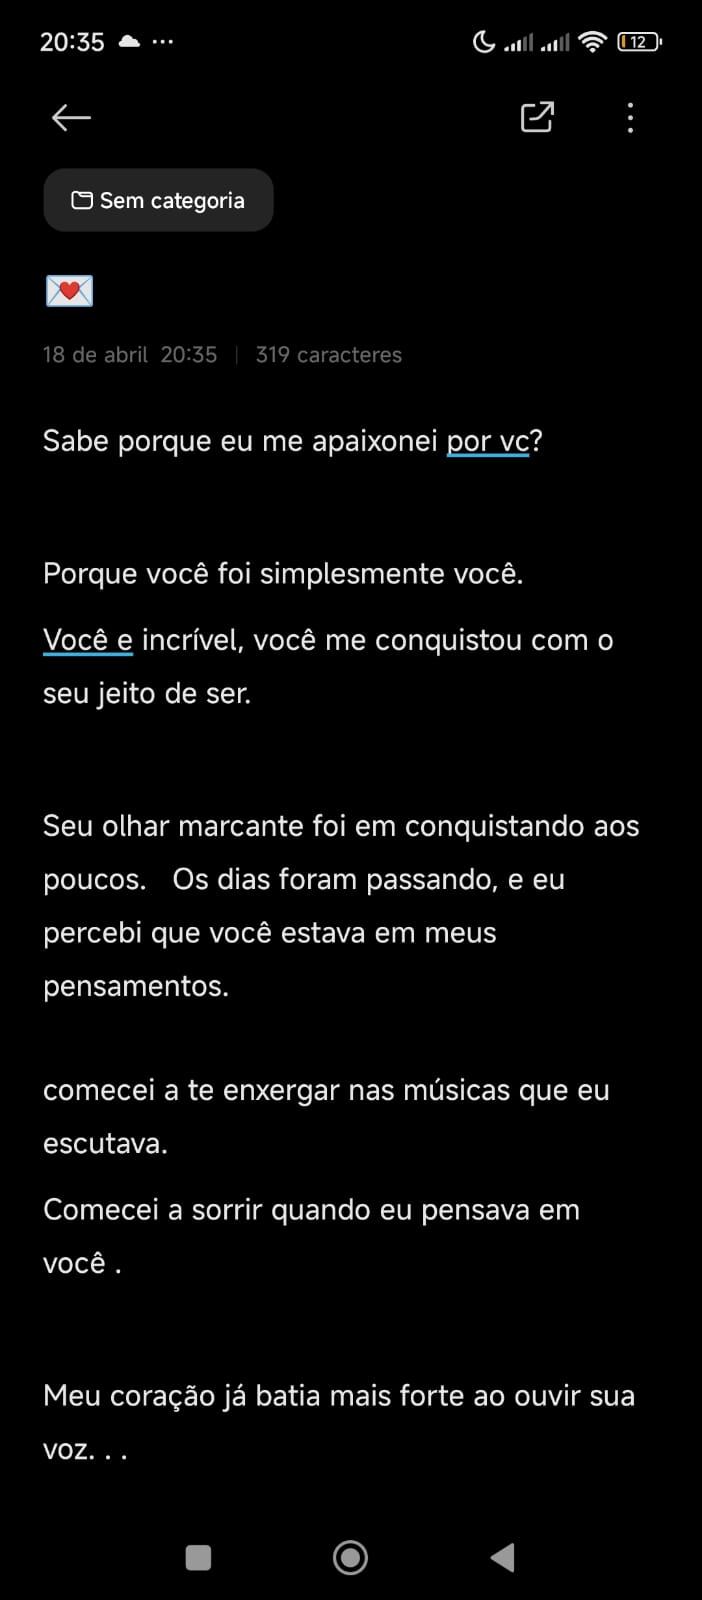 20:35
12
Sem categoria
18 de abril 20:35 | 319 caracteres
Sabe porque eu me apaixonei por vc?
Porque você foi simplesmente você.
Você e incrível, você me conquistou com o
seu jeito de ser.
Seu olhar marcante foi em conquistando aos
poucos.   Os dias foram passando, e eu
percebi que você estava em meus
pensamentos.
comecei a te enxergar nas músicas que eu
escutava.
Comecei a sorrir quando eu pensava em
você .
Meu coração já batia mais forte ao ouvir sua
voz. . .